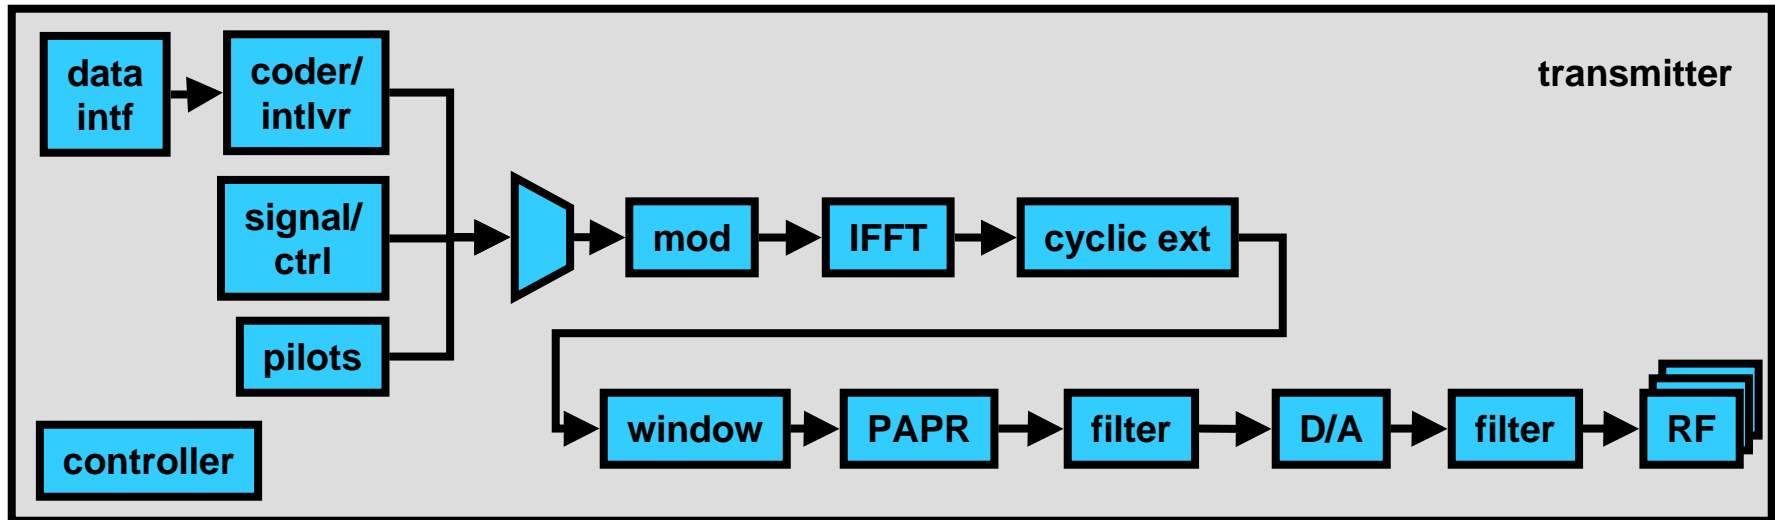 data
intf
coder/
intlvr
transmitter
signal/
ctrl
mod
IFFT
cyclic ext
pilots
window
PAPR
filter
D/A
filter
RF
controller